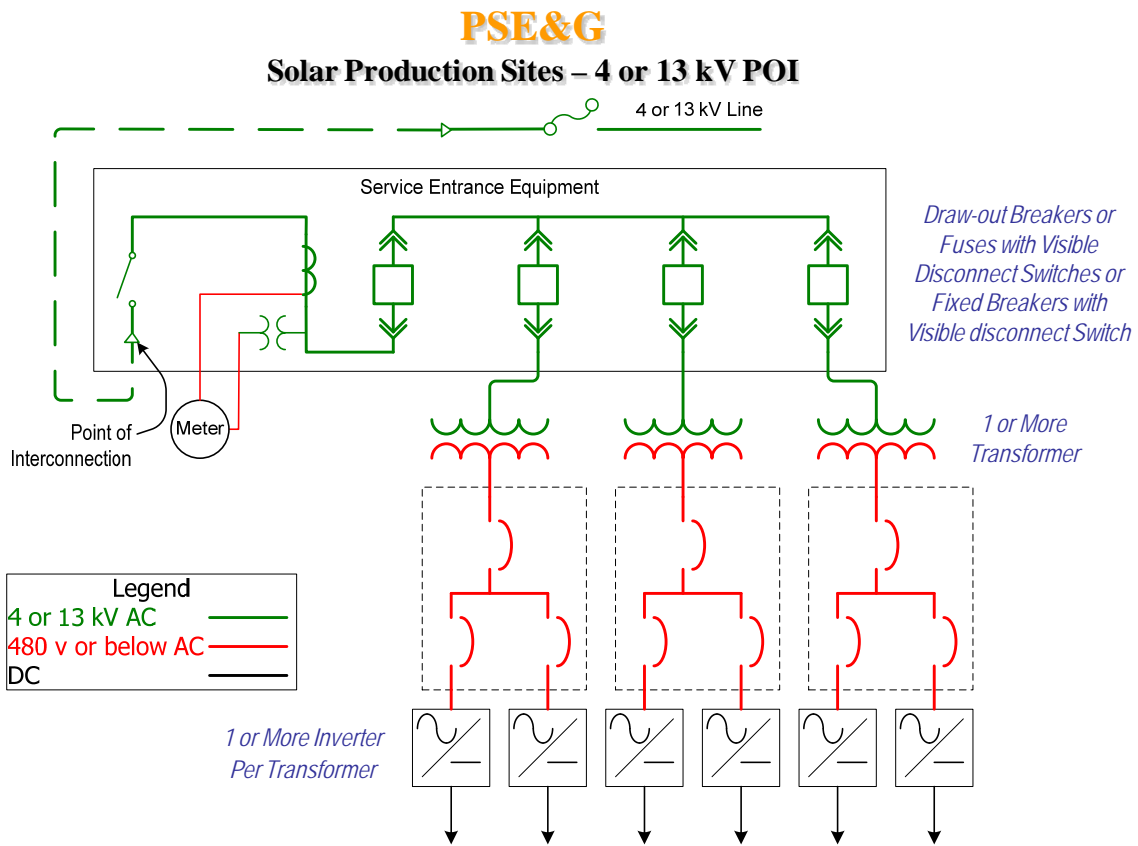 PSE&G
Solar Production Sites – 4 or 13 kV POI
4 or 13 kV Line
Service Entrance Equipment
Draw-out Breakers or
Fuses with Visible
Disconnect Switches or
Fixed Breakers with
Visible disconnect Switch
Meter
Point of
Interconnection
1 or More
Transformer
Legend
4 or 13 kV AC
480 v or below AC
DC
1 or More Inverter
Per Transformer